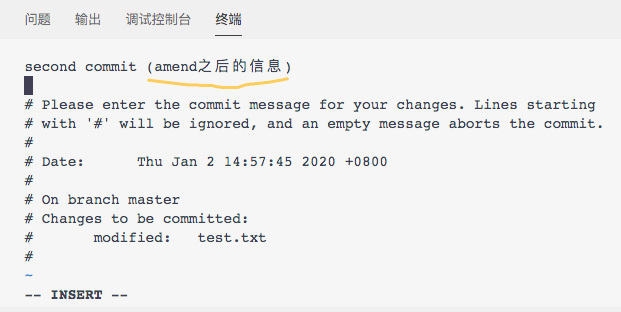 问题 输出 调试控制台 终端
second commit (amend之后的信息)
# Please enter the commit message for your changes. Lines starting
# with '#' will be ignored, and an empty message aborts the commit.
#
# Date:      Thu Jan 2 14:57:45 2020 +0800
#
# On branch master
# Changes to be committed:
#       modified:   test.txt
#
~
-- INSERT --